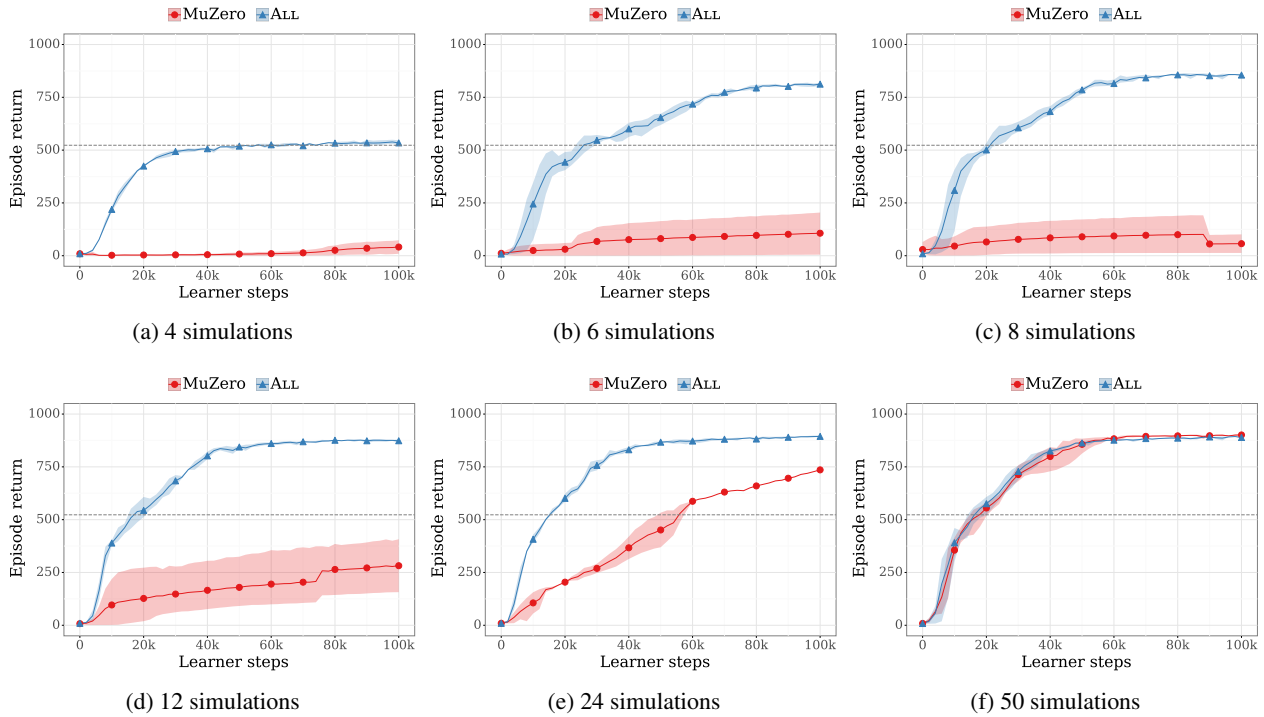 MuZero ALL
1000
750
500
250
0
Episode return
0 20k 40k 60k 80k 100k
Learner steps
(a) 4 simulations
MuZero ALL
1000
750
500
250
0
Episode return
0 20k 40k 60k 80k 100k
Learner steps
(b) 6 simulations
MuZero ALL
1000
750
500
250
0
Episode return
0 20k 40k 60k 80k 100k
Learner steps
(c) 8 simulations
MuZero ALL
1000
750
500
250
0
Episode return
0 20k 40k 60k 80k 100k
Learner steps
(d) 12 simulations
MuZero ALL
1000
750
500
250
0
Episode return
0 20k 40k 60k 80k 100k
Learner steps
(e) 24 simulations
MuZero ALL
1000
750
500
250
0
Episode return
0 20k 40k 60k 80k 100k
Learner steps
(f) 50 simulations